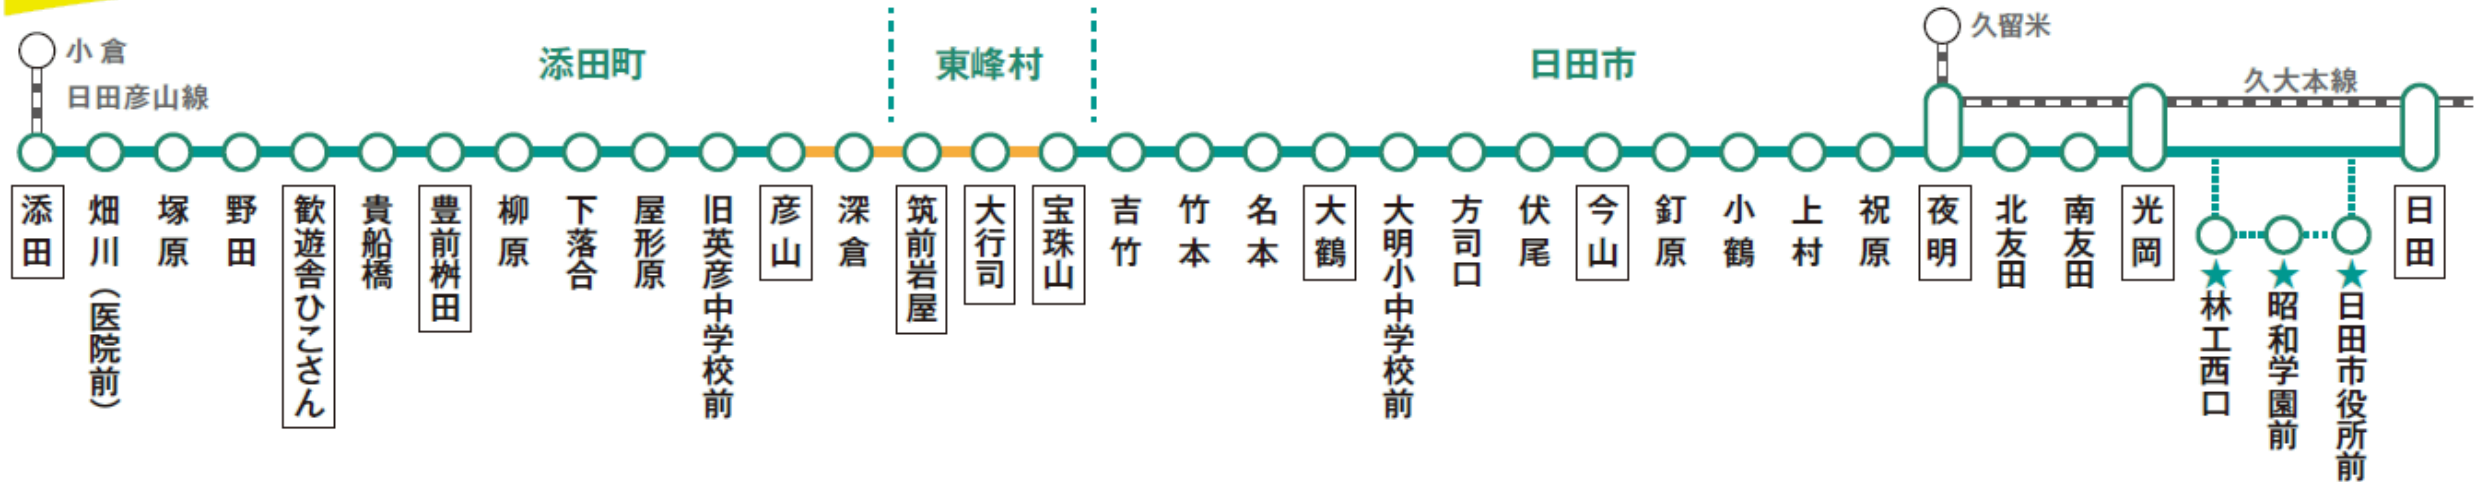 小倉
日田彦山線
添田町
東峰村
日田市
久留米
久大本線
添田
畑川（医院前）
塚原
野田
歓遊舎ひこさん
貴船橋
豊前桝田
柳原
下落合
屋形原
旧英彦中学校前
彦山
深倉
筑前岩屋
大行司
宝珠山
吉竹
竹本
名本
大鶴
大明小中学校前
方司口
伏尾
今山
釘原
小鶴
上村
祝原
夜明
北友田
南友田
光岡
★林工西口
★昭和学園前
★日田市役所前
日田